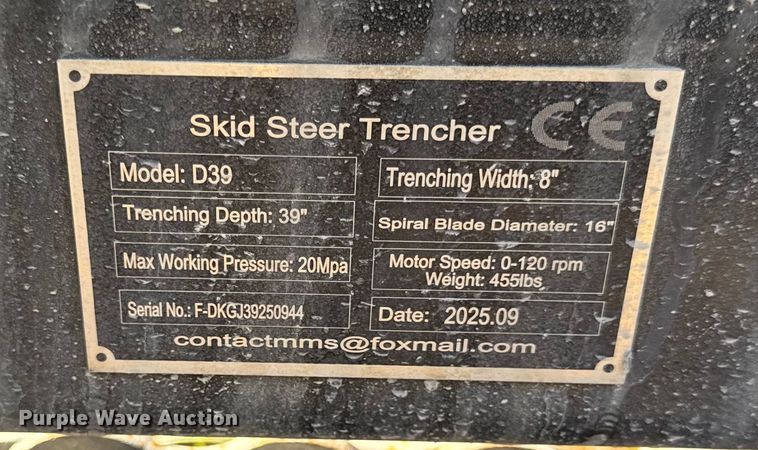 Skid Steer Trencher CE
Model: D39
Trenching Width: 8"
Trenching Depth: 39"
Spiral Blade Diameter: 16"
Max Working Pressure: 20Mpa
Motor Speed: 0-120 rpm
Weight: 455lbs
Serial No.: F-DKGJ39250944
Date: 2025.09
contactmms@foxmail.com
Purple Wave Auction